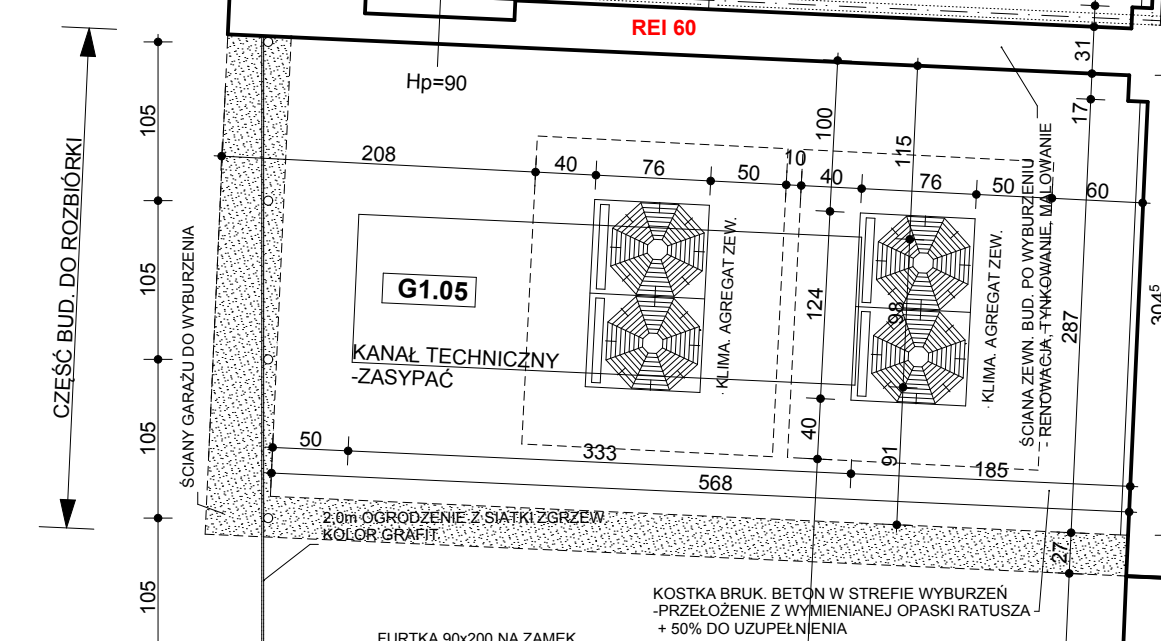 REI 60
31
Hp=90
17
105
100
115
CZĘŚĆ BUD. DO ROZBIÓRKI
208
40
76
50
10
40
76
50
60
ŚCIANY GARAŻU DO WYBURZENIA
105
G1.05
KLIMA. AGREGAT ZEW.
124
98
KLIMA. AGREGAT ZEW.
ŚCIANA ZEWN. BUD. PO WYBURZENIU
- RENOWACJA, TYNKOWANIE, MALOWANIE
287
304⁵
KANAŁ TECHNICZNY
-ZASYPAĆ
105
50
333
40
91
185
568
2,0m OGRODZENIE Z SIATKI ZGRZEW.
KOLOR GRAFIT
27
105
KOSTKA BRUK. BETON W STREFIE WYBURZEŃ
-PRZEŁOŻENIE Z WYMIENIANEJ OPASKI RATUSZA
+ 50% DO UZUPEŁNIENIA
FURTKA 90x200 NA ZAMEK